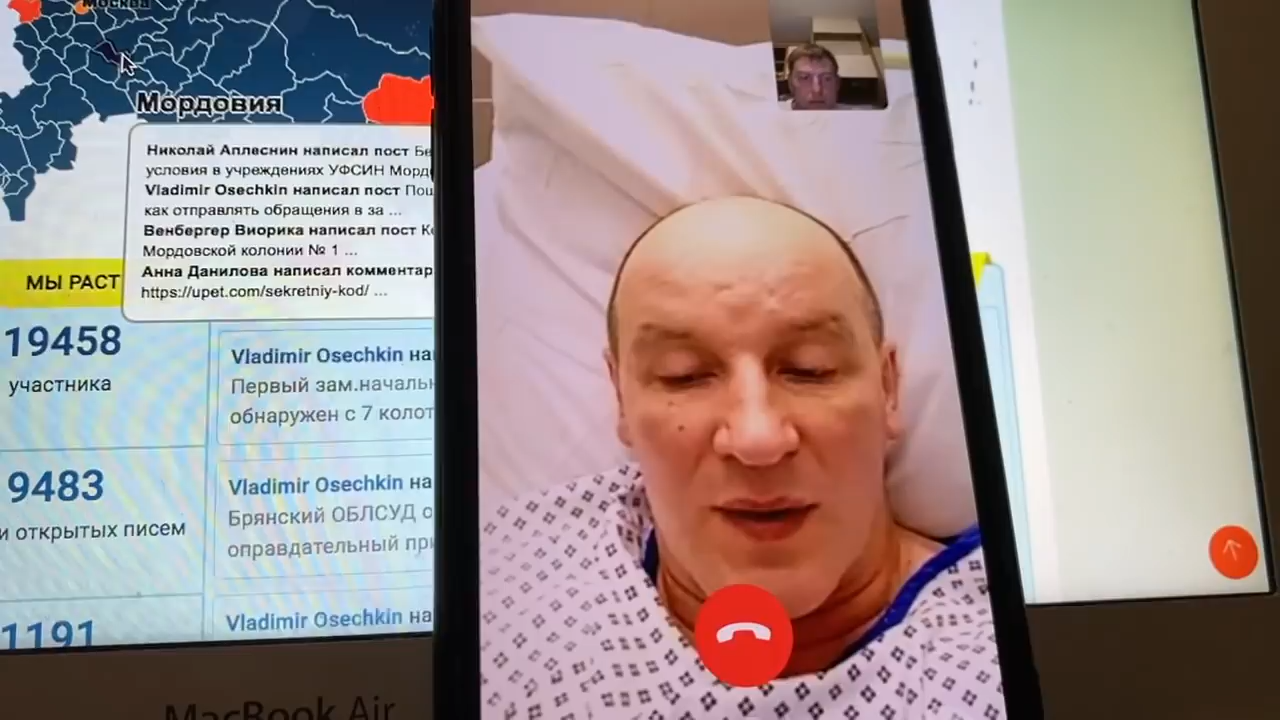 Москва
Мордовия
Николай Аплеснин написал пост Бе
условия в учреждениях УФСИН Морд
Vladimir Osechkin написал пост Пош
как отправлять обращения в за ...
Венбергер Виорика написал пост К
Мордовской колонии № 1 ...
Анна Данилова написал комментар
https://upet.com/sekretniy-kod/ ...
МЫ РАСТ
19458
участника
9483
и открытых писем
1191
Vladimir Osechkin на
Первый зам.начальн
обнаружен с 7 колот
Vladimir Osechkin на
Брянский ОБЛСУД о
оправдательный при
Vladimir Osechkin на
MacBook Air